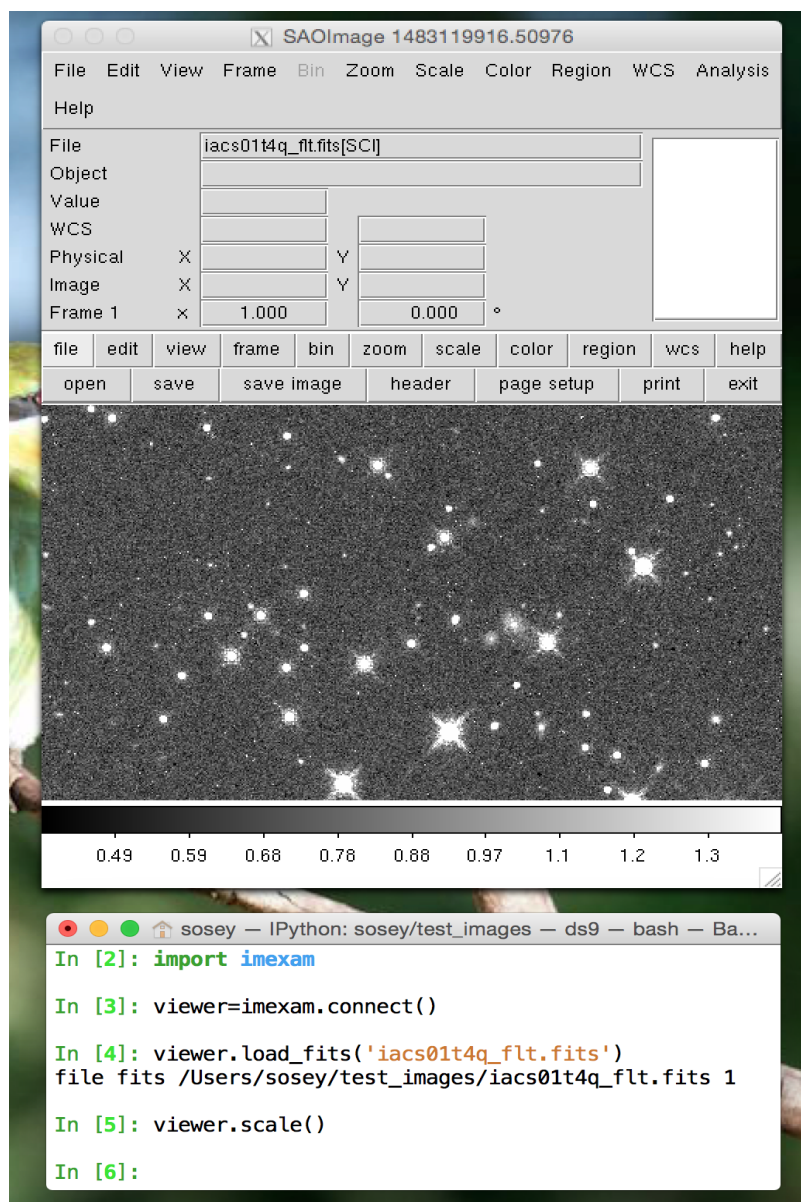 SAOImage 1483119916.50976
File Edit View Frame Bin Zoom Scale Color Region WCS Analysis
Help
File iacs01t4q_flt.fits[SCI]
Object
Value
WCS
Physical X Y
Image X Y
Frame 1 x 1.000 0.000 °
file edit view frame bin zoom scale color region wcs help
open save save image header page setup print exit
0.49 0.59 0.68 0.78 0.88 0.97 1.1 1.2 1.3
sosey — IPython: sosey/test_images — ds9 — bash — Ba...
In [2]: import imexam
In [3]: viewer=imexam.connect()
In [4]: viewer.load_fits('iacs01t4q_flt.fits')
file fits /Users/sosey/test_images/iacs01t4q_flt.fits 1
In [5]: viewer.scale()
In [6]: